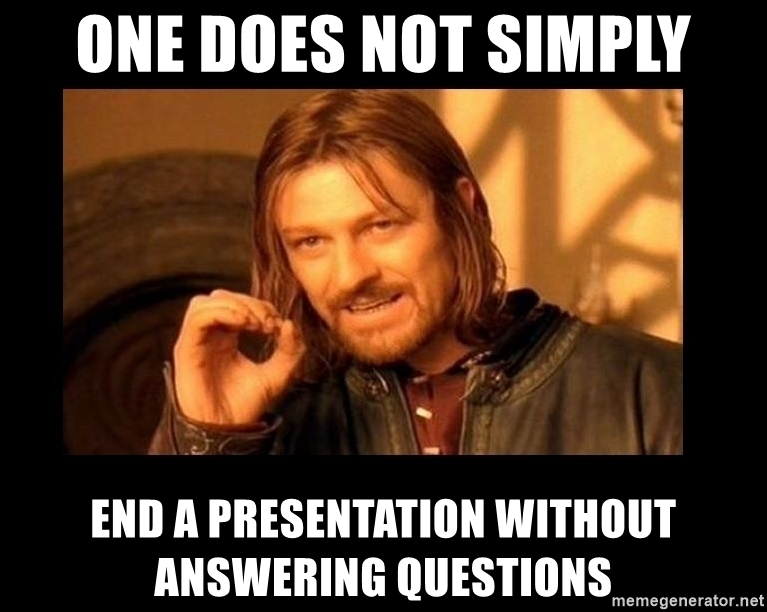 ONE DOES NOT SIMPLY
END A PRESENTATION WITHOUT
ANSWERING QUESTIONS
memegenerator.net